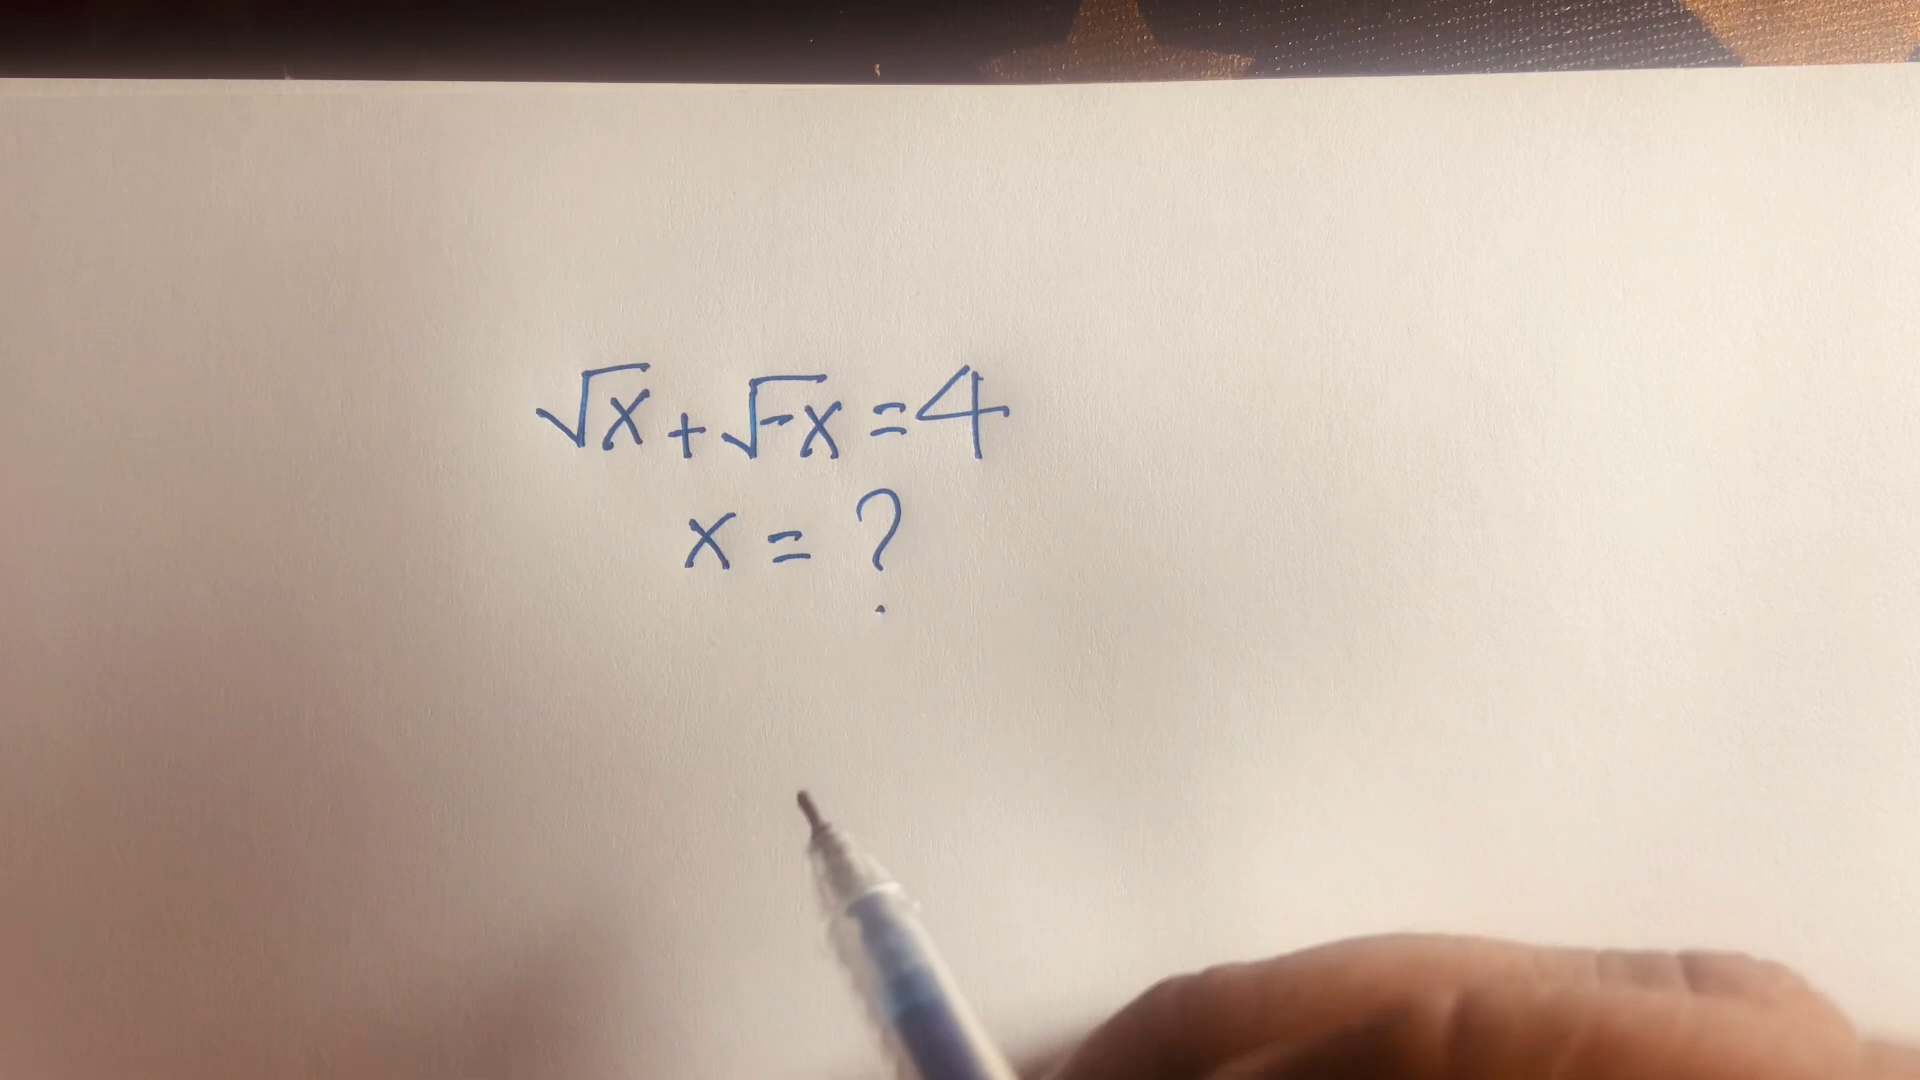 √x + √-x = 4
x = ?